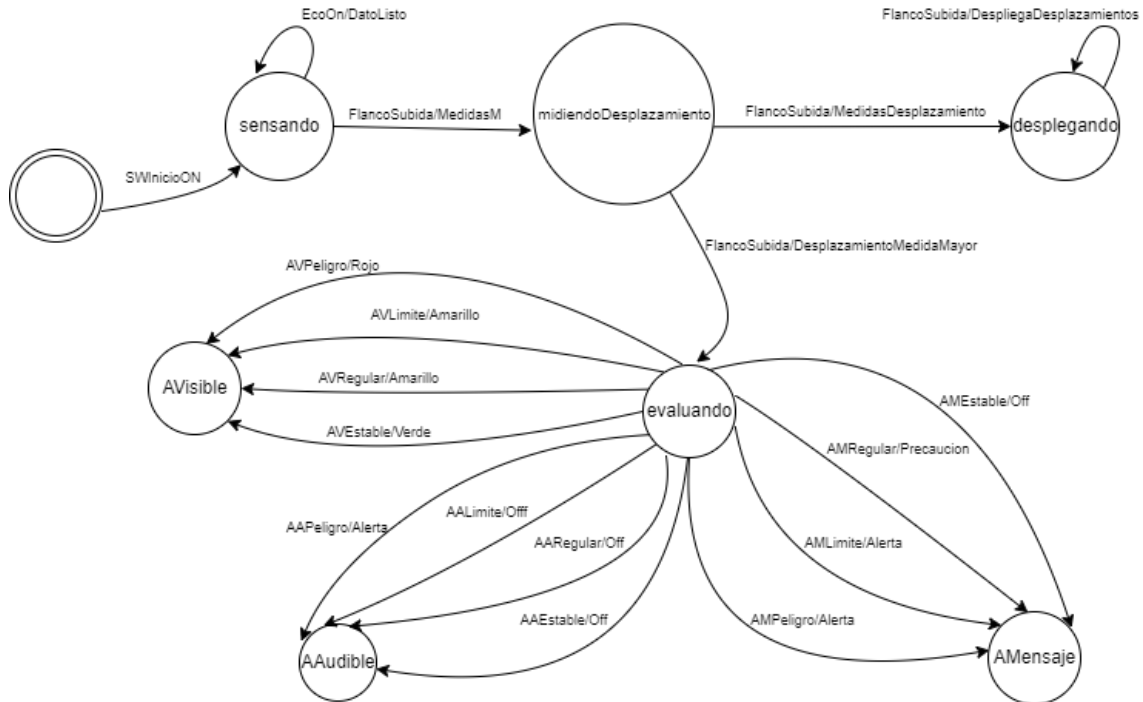 EcoOn/DatoListo
FlancoSubida/DespliegaDesplazamientos
sensando
FlancoSubida/MedidasM
midiendoDesplazamiento
FlancoSubida/MedidasDesplazamiento
desplegando
SWInicioON
FlancoSubida/DesplazamientoMedidaMayor
AVPeligro/Rojo
AVLimite/Amarillo
AVRegular/Amarillo
AVisible
AVEstable/Verde
evaluando
AMEstable/Off
AMRegular/Precaucion
AALimite/Offf
AAPeligro/Alerta
AARegular/Off
AMLimite/Alerta
AAEstable/Off
AMPeligro/Alerta
AAudible
AMensaje